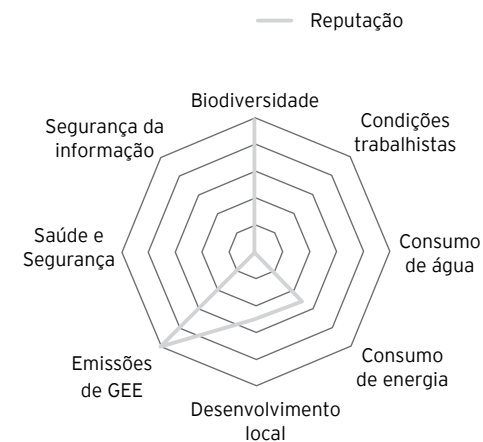 Reputação
Biodiversidade
Condições
trabalhistas
Consumo
de água
Consumo
de energia
Desenvolvimento
local
Emissões
de GEE
Saúde e
Segurança
Segurança da
informação